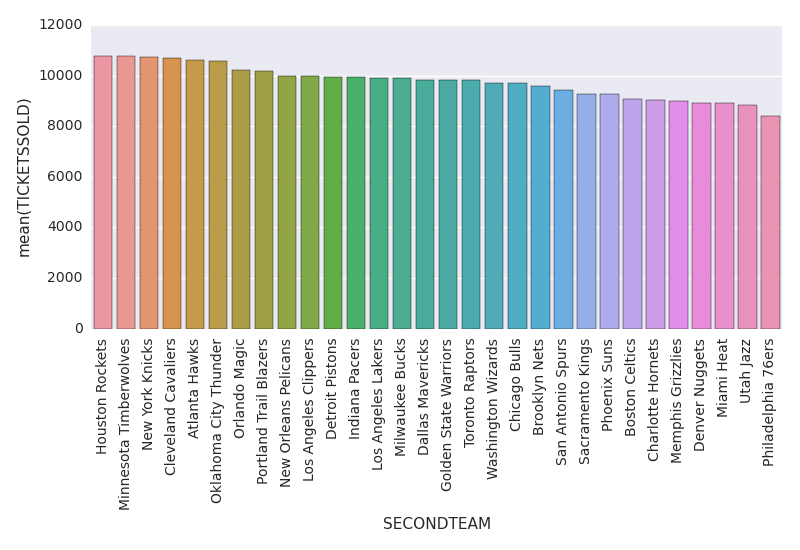 12000
10000
8000
6000
4000
2000
0
mean(TICKETSSOLD)
Houston Rockets
Minnesota Timberwolves
New York Knicks
Cleveland Cavaliers
Atlanta Hawks
Oklahoma City Thunder
Orlando Magic
Portland Trail Blazers
New Orleans Pelicans
Los Angeles Clippers
Detroit Pistons
Indiana Pacers
Los Angeles Lakers
Milwaukee Bucks
Dallas Mavericks
Golden State Warriors
Toronto Raptors
Washington Wizards
Chicago Bulls
Brooklyn Nets
San Antonio Spurs
Sacramento Kings
Phoenix Suns
Boston Celtics
Charlotte Hornets
Memphis Grizzlies
Denver Nuggets
Miami Heat
Utah Jazz
Philadelphia 76ers
SECONDTEAM